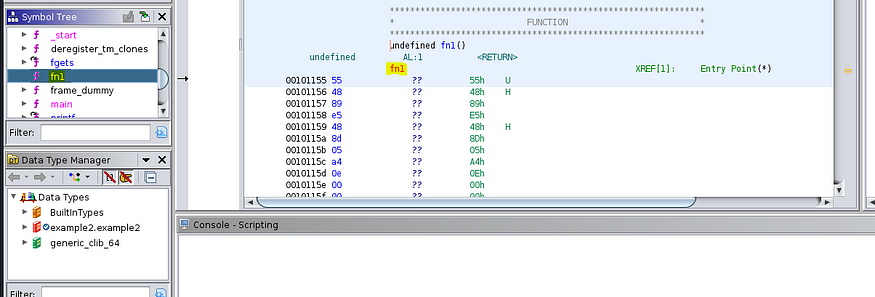 Symbol Tree
_start
deregister_tm_clones
fgets
fn1
frame_dummy
main
printf
Filter:
Data Type Manager
Data Types
BuiltInTypes
example2.example2
generic_clib_64
Filter:
***************************************************************
* FUNCTION *
***************************************************************
undefined fn1()
undefined AL:1 <RETURN>
fn1 XREF[1]: Entry Point(*)
00101155 55 ?? 55h U
00101156 48 ?? 48h H
00101157 89 ?? 89h
00101158 e5 ?? E5h
00101159 48 ?? 48h H
0010115a 8d ?? 8Dh
0010115b 05 ?? 05h
0010115c a4 ?? A4h
0010115d 0e ?? 0Eh
0010115e 00 ?? 00h
0010115f 00 ?? 00h
Console - Scripting